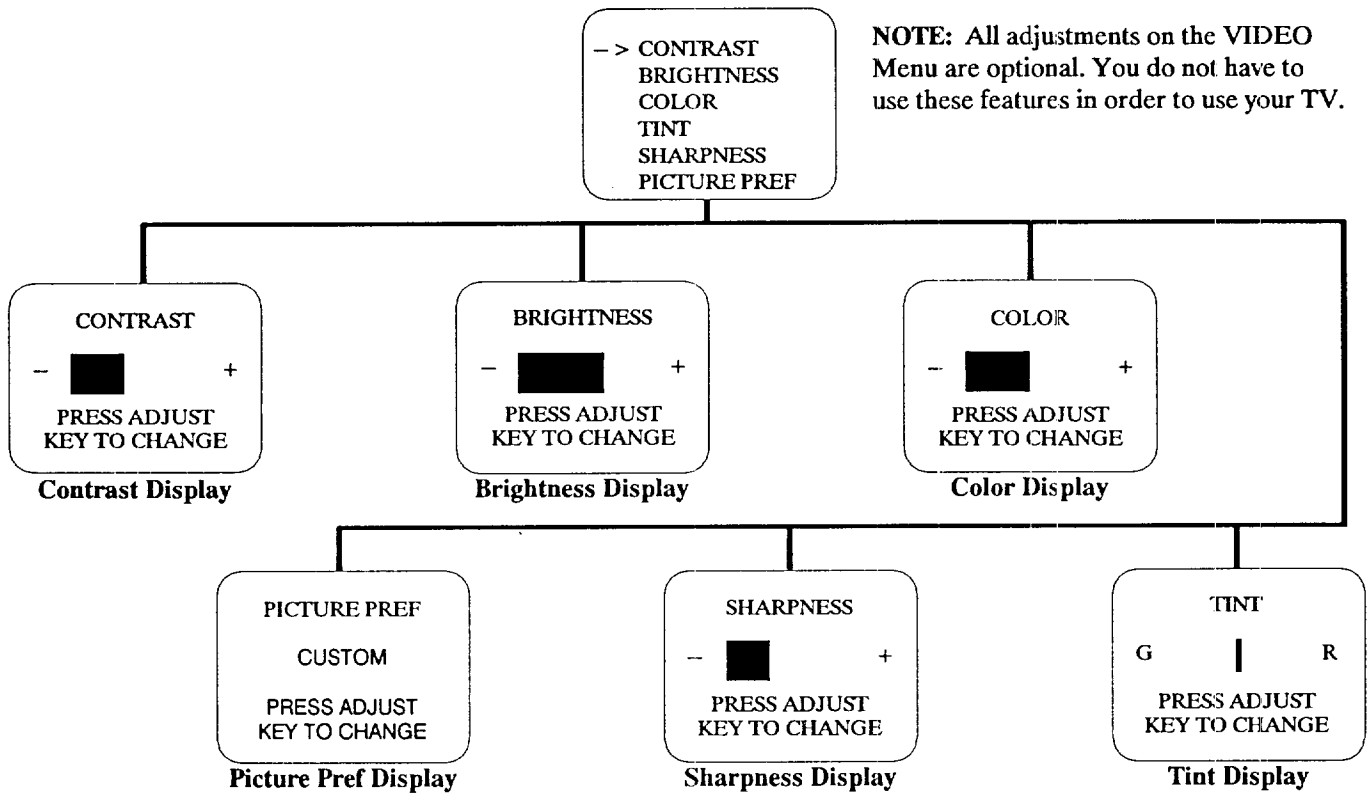 – > CONTRAST
BRIGHTNESS
COLOR
TINT
SHARPNESS
PICTURE PREF
NOTE: All adjustments on the VIDEO
Menu are optional. You do not have to
use these features in order to use your TV.
CONTRAST
– +
PRESS ADJUST
KEY TO CHANGE
Contrast Display
BRIGHTNESS
– +
PRESS ADJUST
KEY TO CHANGE
Brightness Display
COLOR
– +
PRESS ADJUST
KEY TO CHANGE
Color Display
PICTURE PREF
CUSTOM
PRESS ADJUST
KEY TO CHANGE
Picture Pref Display
SHARPNESS
– +
PRESS ADJUST
KEY TO CHANGE
Sharpness Display
TINT
G R
PRESS ADJUST
KEY TO CHANGE
Tint Display